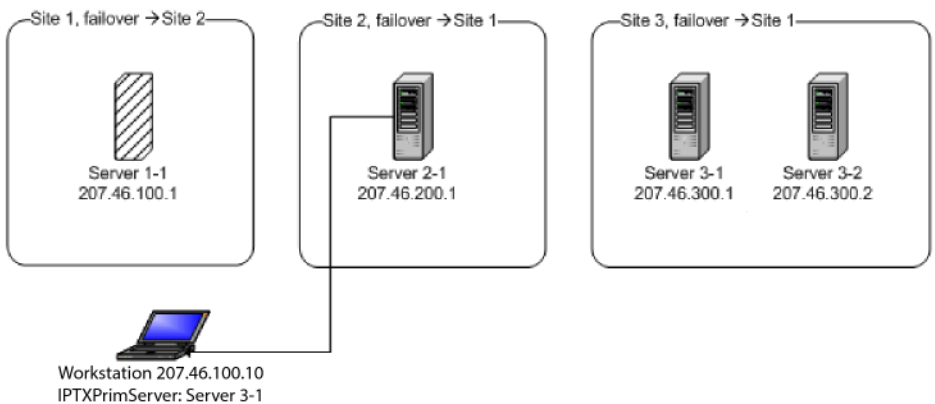 Site 1, failover → Site 2
Site 2, failover → Site 1
Site 3, failover → Site 1
Server 1-1
207.46.100.1
Server 2-1
207.46.200.1
Server 3-1
207.46.300.1
Server 3-2
207.46.300.2
Workstation 207.46.100.10
IPTXPrimServer: Server 3-1